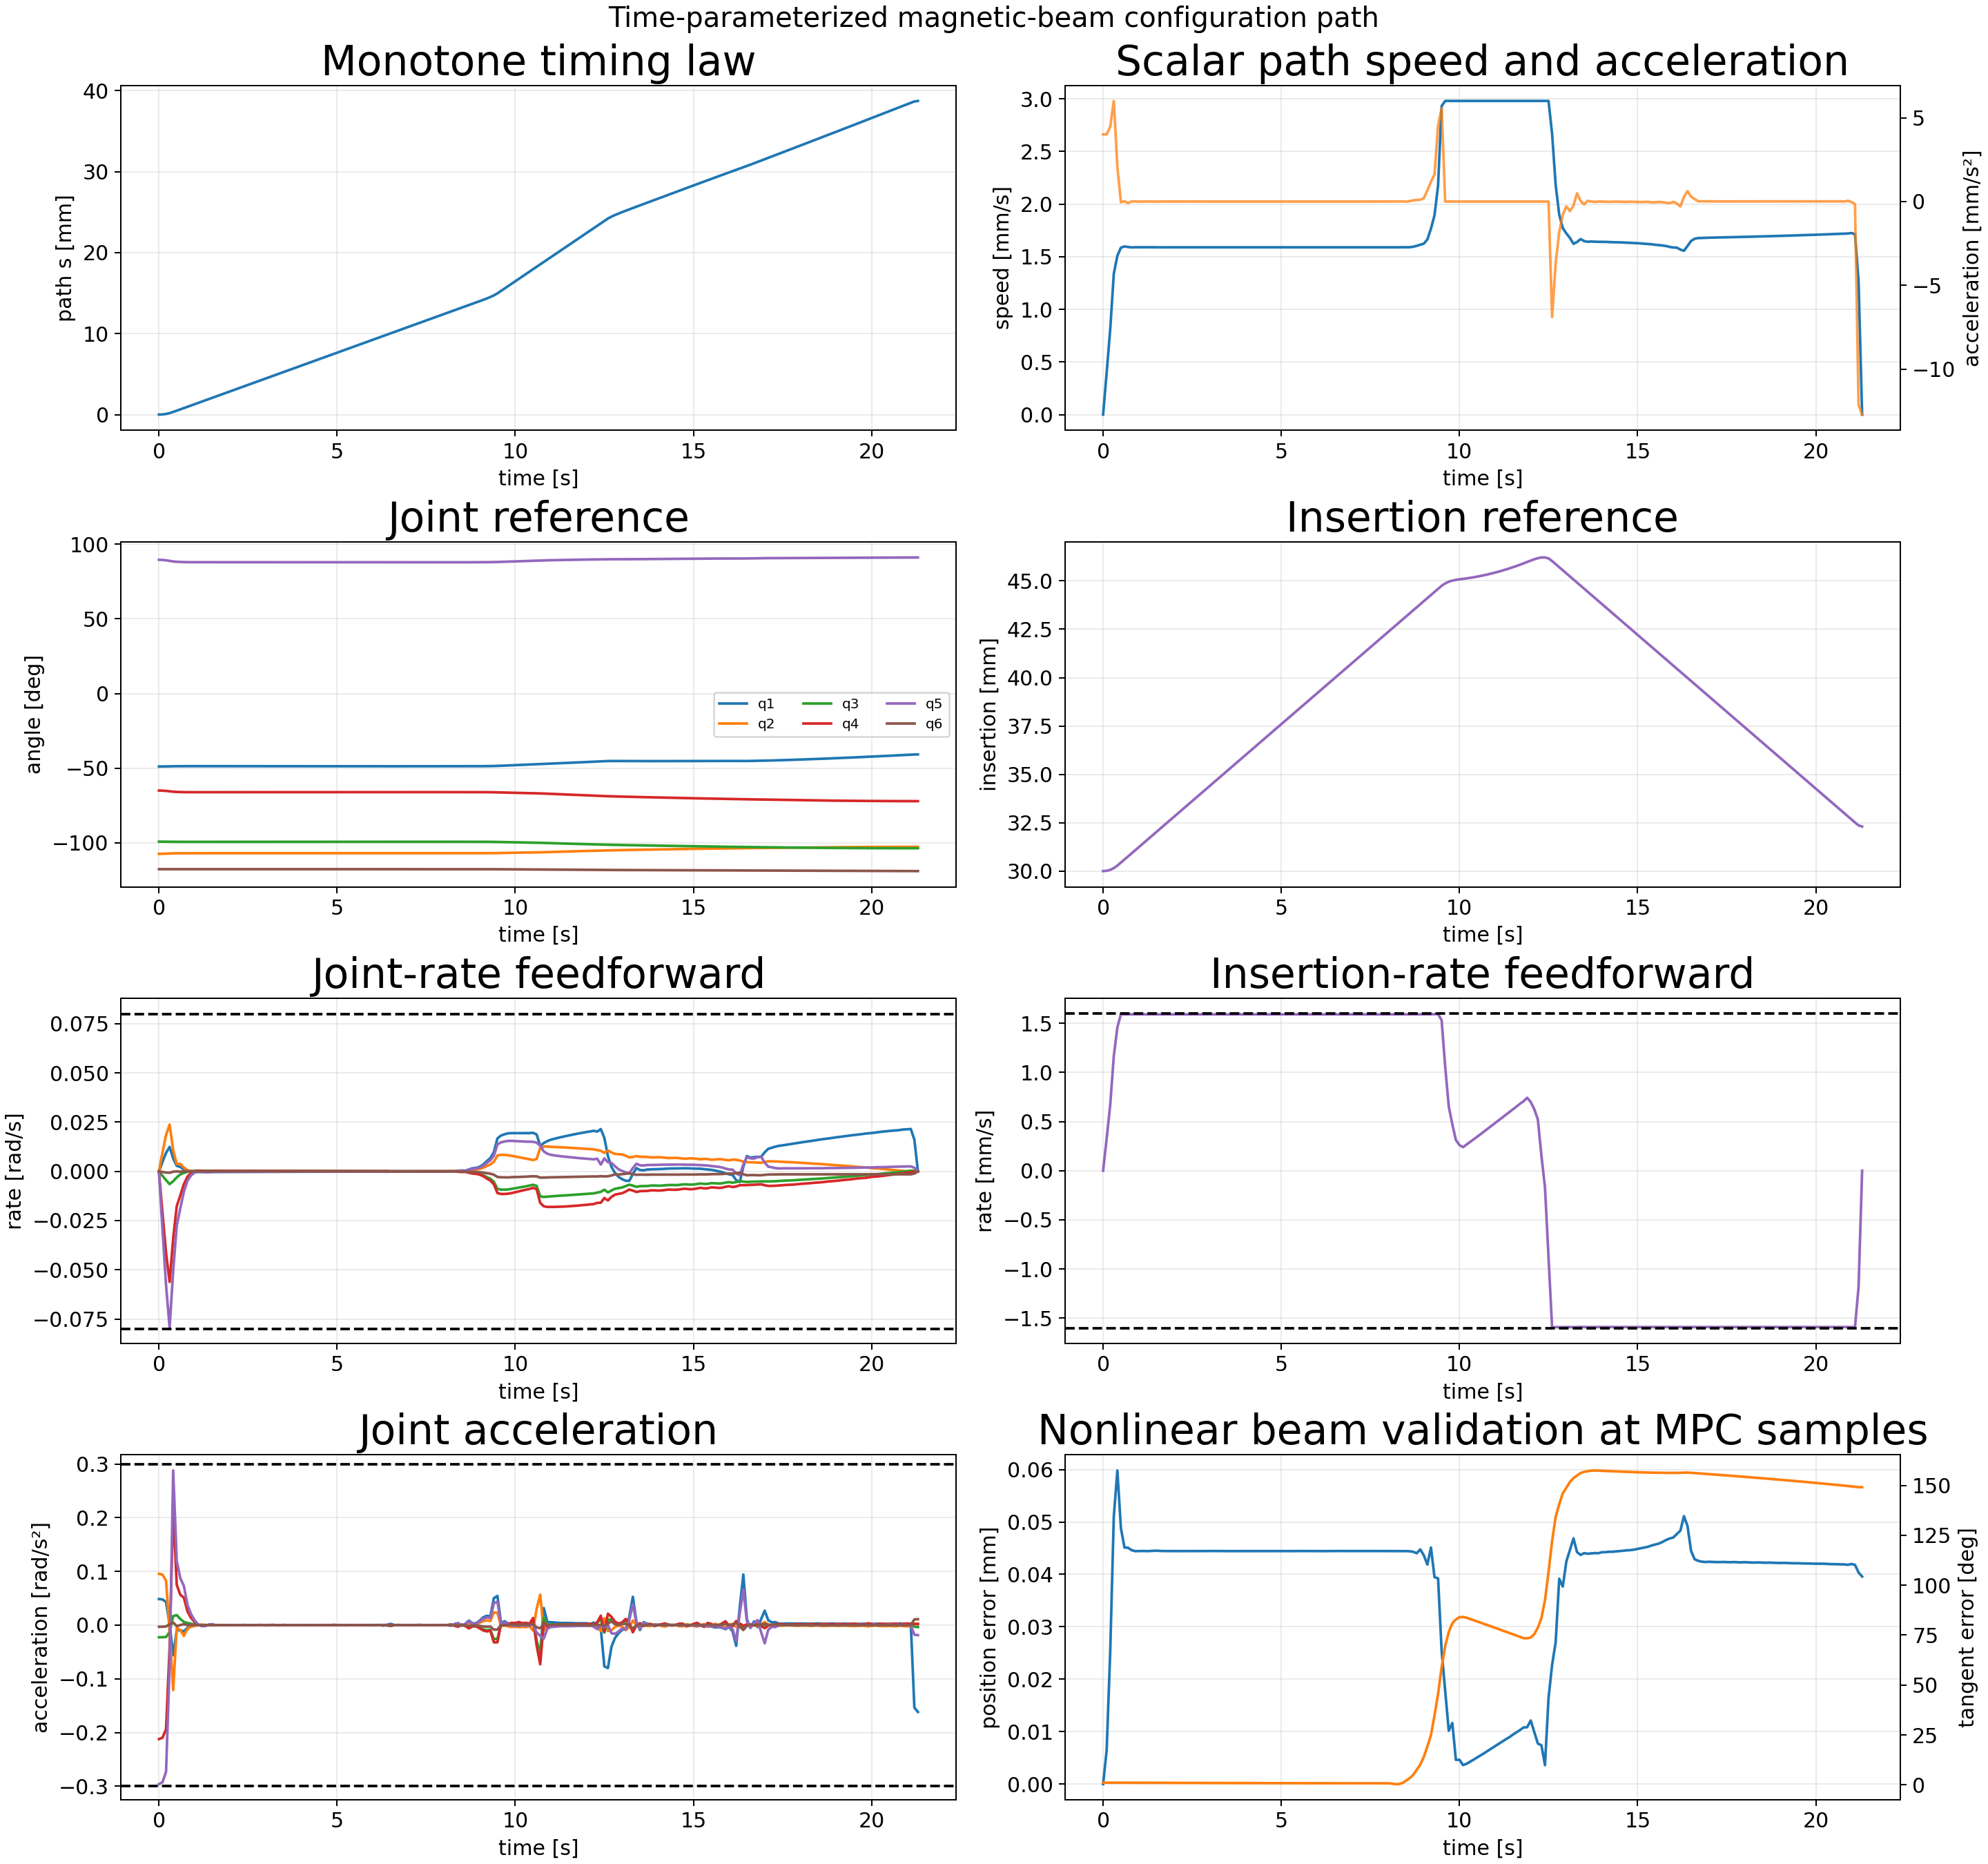 Time-parameterized magnetic-beam configuration path
Monotone timing law
path s [mm]
40
30
20
10
0
0 5 10 15 20
time [s]
Scalar path speed and acceleration
speed [mm/s]
3.0
2.5
2.0
1.5
1.0
0.5
0.0
acceleration [mm/s²]
5
0
−5
−10
0 5 10 15 20
time [s]
Joint reference
angle [deg]
100
50
0
−50
−100
q1 q3 q5
q2 q4 q6
0 5 10 15 20
time [s]
Insertion reference
insertion [mm]
45.0
42.5
40.0
37.5
35.0
32.5
30.0
0 5 10 15 20
time [s]
Joint-rate feedforward
rate [rad/s]
0.075
0.050
0.025
0.000
−0.025
−0.050
−0.075
0 5 10 15 20
time [s]
Insertion-rate feedforward
rate [mm/s]
1.5
1.0
0.5
0.0
−0.5
−1.0
−1.5
0 5 10 15 20
time [s]
Joint acceleration
acceleration [rad/s²]
0.3
0.2
0.1
0.0
−0.1
−0.2
−0.3
0 5 10 15 20
time [s]
Nonlinear beam validation at MPC samples
position error [mm]
0.06
0.05
0.04
0.03
0.02
0.01
0.00
tangent error [deg]
150
125
100
75
50
25
0
0 5 10 15 20
time [s]